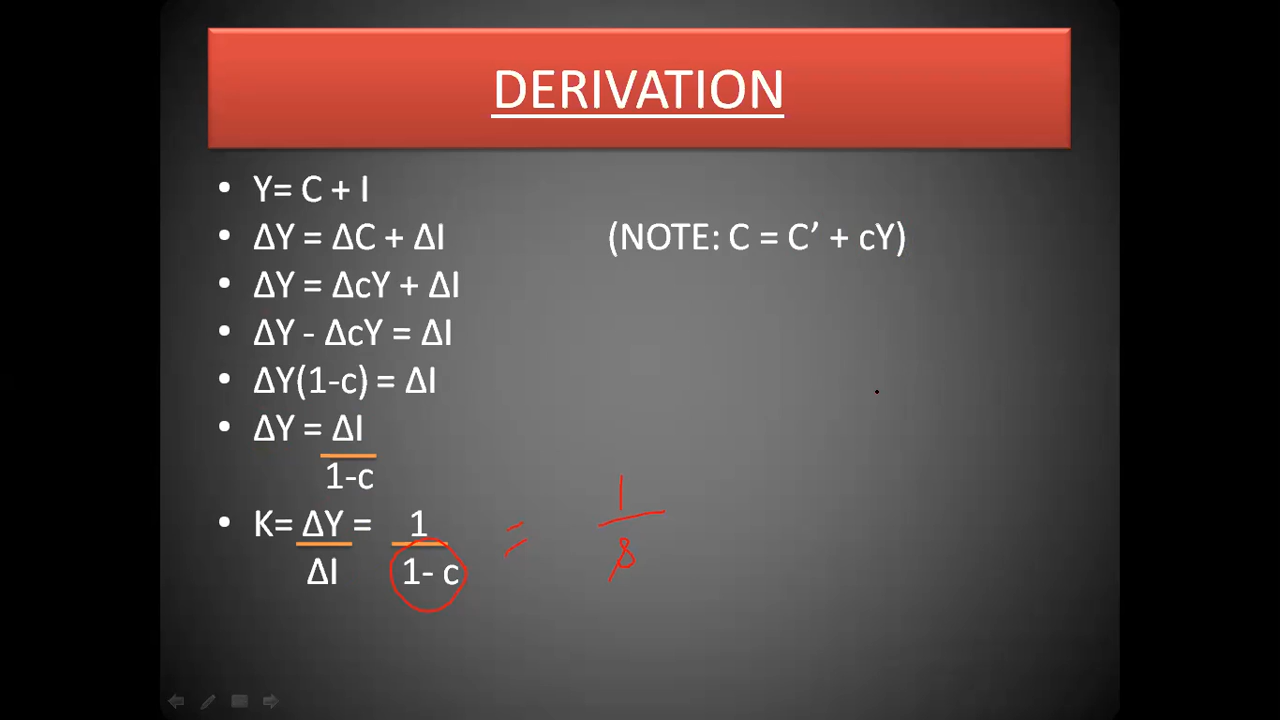 DERIVATION
• Y= C + I
• ΔY = ΔC + ΔI (NOTE: C = C’ + cY)
• ΔY = ΔcY + ΔI
• ΔY - ΔcY = ΔI
• ΔY(1-c) = ΔI
• ΔY = ΔI
1-c
• K= ΔY = 1 = 1
ΔI 1- c s